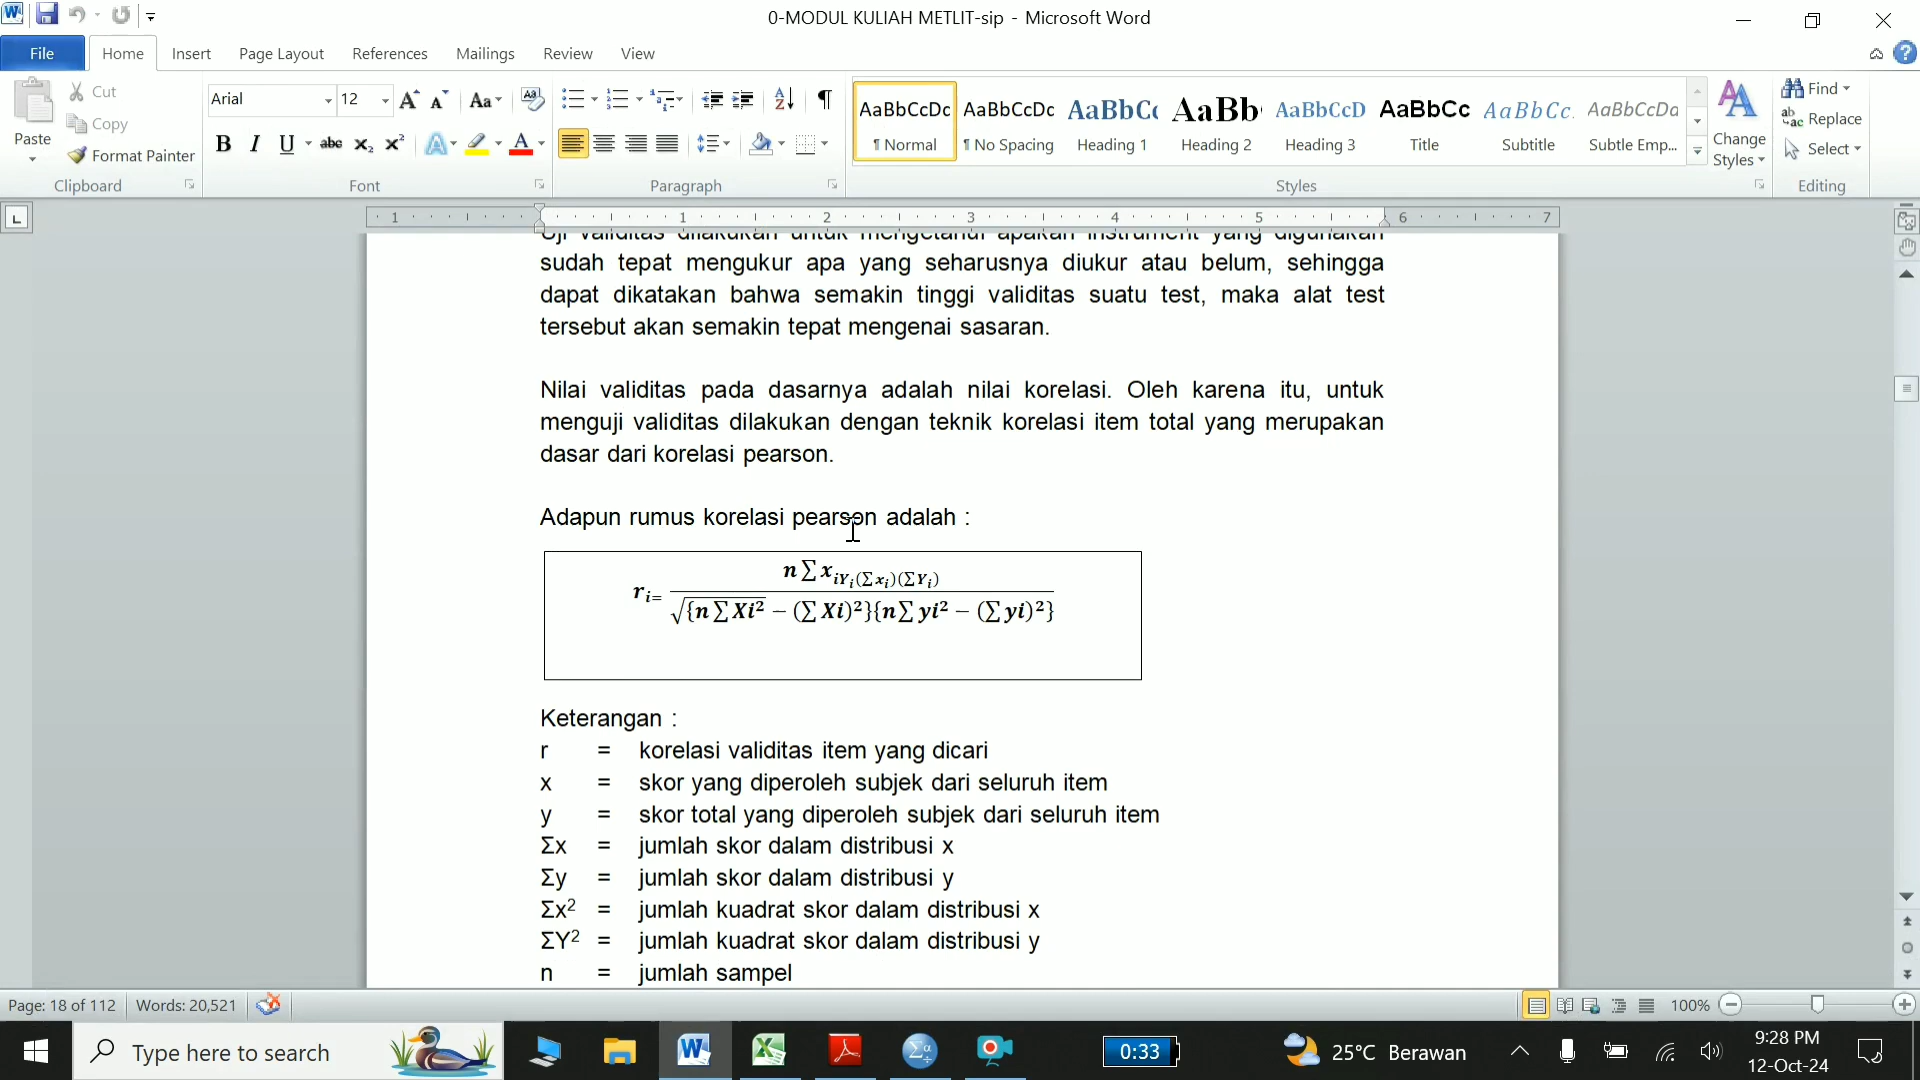 0-MODUL KULIAH METLIT-sip - Microsoft Word
File Home Insert Page Layout References Mailings Review View
Paste
Cut
Copy
Format Painter
Clipboard
Arial 12
Font
Paragraph
AaBbCcDc AaBbCcDc AaBbCc AaBb AaBbCcD AaBbCc AaBbCc. AaBbCcDa
¶ Normal ¶ No Spacing Heading 1 Heading 2 Heading 3 Title Subtitle Subtle Emp...
Styles
Change Styles
Find
Replace
Select
Editing
1 1 2 3 4 5 6 7
Uji validitas dilakukan untuk mengetahui apakah instrument yang digunakan
sudah tepat mengukur apa yang seharusnya diukur atau belum, sehingga
dapat dikatakan bahwa semakin tinggi validitas suatu test, maka alat test
tersebut akan semakin tepat mengenai sasaran.
Nilai validitas pada dasarnya adalah nilai korelasi. Oleh karena itu, untuk
menguji validitas dilakukan dengan teknik korelasi item total yang merupakan
dasar dari korelasi pearson.
Adapun rumus korelasi pearson adalah :
n∑x iYi(∑xi)(∑Yi)
ri=
√{n∑Xi² − (∑Xi)²}{n∑yi² − (∑yi)²}
Keterangan :
r = korelasi validitas item yang dicari
x = skor yang diperoleh subjek dari seluruh item
y = skor total yang diperoleh subjek dari seluruh item
Σx = jumlah skor dalam distribusi x
Σy = jumlah skor dalam distribusi y
Σx² = jumlah kuadrat skor dalam distribusi x
ΣY² = jumlah kuadrat skor dalam distribusi y
n = jumlah sampel
Page: 18 of 112 Words: 20,521 100%
Type here to search 0:33 25°C Berawan 9:28 PM
12-Oct-24